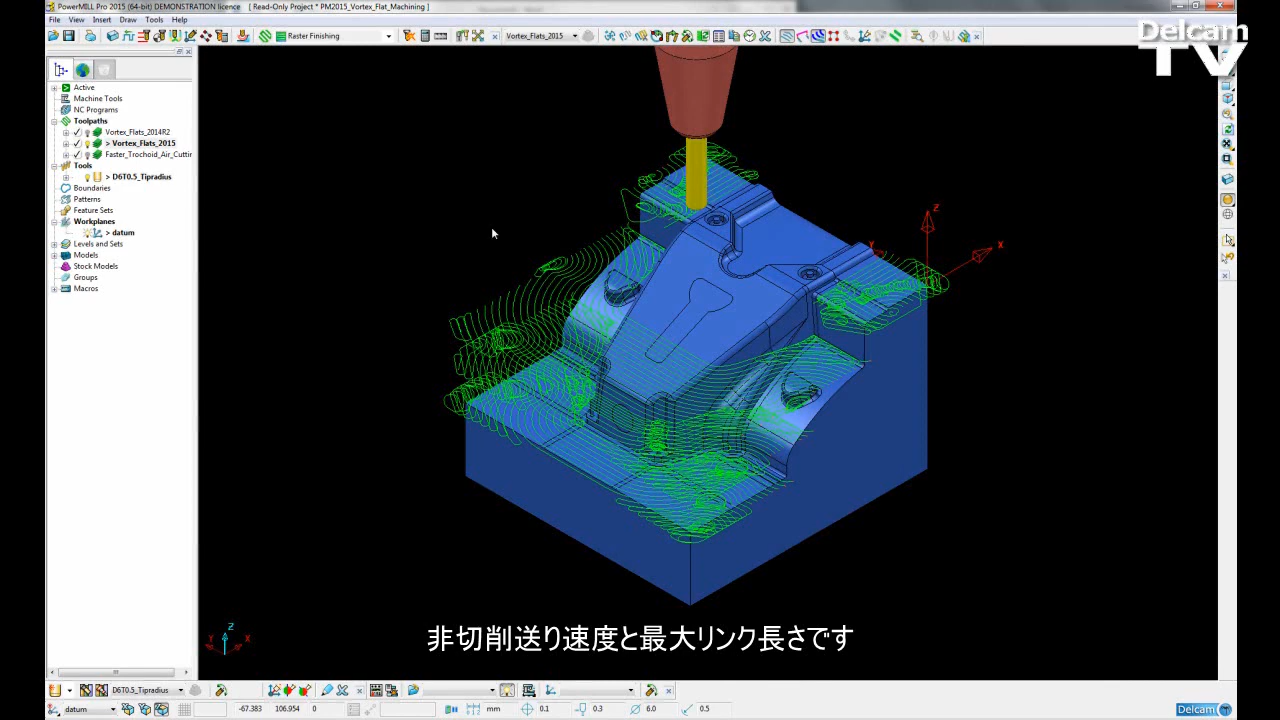 PowerMILL Pro 2015 (64-bit) DEMONSTRATION licence [ Read-Only Project * PM2015_Vortex_Flat_Machining ]
File View Insert Draw Tools Help
Raster Finishing Vortex_Flats_2015
Delcam
TV
Active
Machine Tools
NC Programs
Toolpaths
Vortex_Flats_2014R2
> Vortex_Flats_2015
Faster_Trochoid_Air_Cuttin
Tools
> D6T0.5_Tipradius
Boundaries
Patterns
Feature Sets
Workplanes
> datum
Levels and Sets
Models
Stock Models
Groups
Macros
Z
Y X
Z
Y X
非切削送り速度と最大リンク長さです
D6T0.5_Tipradius
datum -67.383 106.954 0 mm 0.1 0.3 6.0 0.5 Delcam